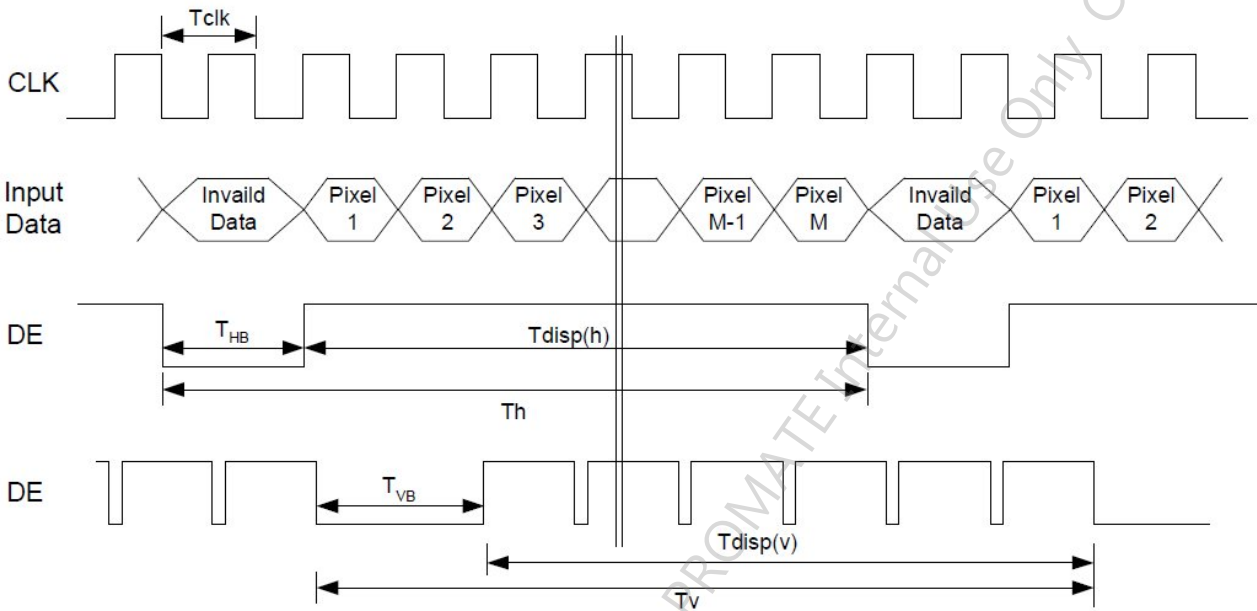 Tclk
CLK
Input
Data
Invaild
Data
Pixel
1
Pixel
2
Pixel
3
Pixel
M-1
Pixel
M
Invaild
Data
Pixel
1
Pixel
2
DE
THB
Tdisp(h)
Th
DE
TVB
Tdisp(v)
Tv
PROMATE Internal Use Only